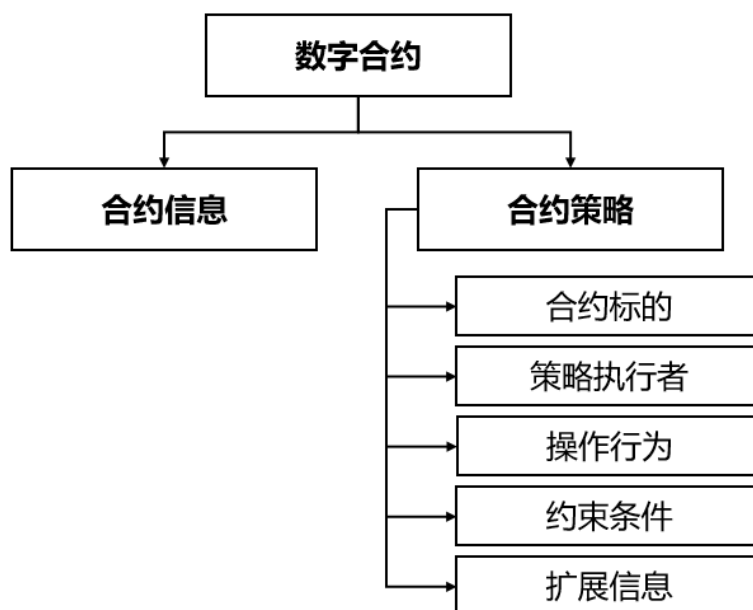 数字合约
合约信息
合约策略
合约标的
策略执行者
操作行为
约束条件
扩展信息